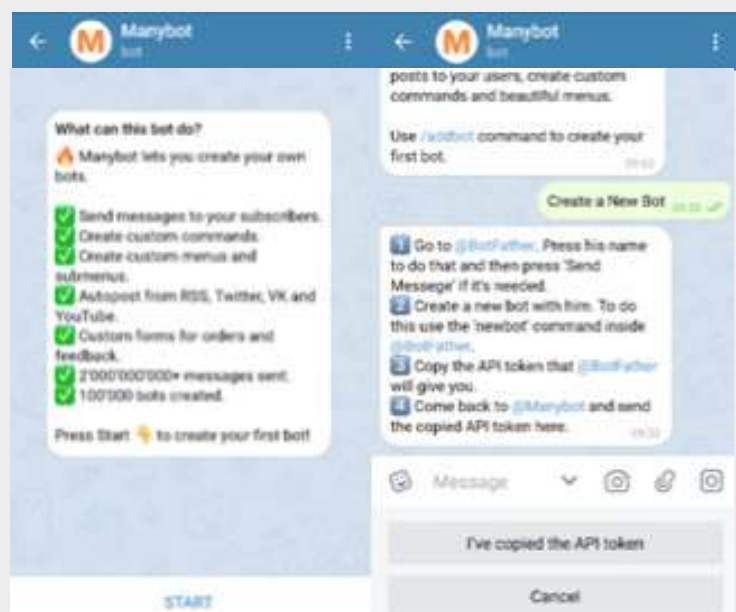 Manybot
bot
What can this bot do?
🔥 Manybot lets you create your own
bots.
✅ Send messages to your subscribers.
✅ Create custom commands.
✅ Create custom menus and
submenus.
✅ Autopost from RSS, Twitter, VK and
YouTube.
✅ Custom forms for orders and
feedback.
✅ 2'000'000'000+ messages sent.
✅ 100'000 bots created.
Press Start 👇 to create your first bot!
START
Manybot
bot
posts to your users, create custom
commands and beautiful menus.
Use /addbot command to create your
first bot.
Create a New Bot
1️⃣ Go to @BotFather. Press his name
to do that and then press 'Send
Message' if it's needed.
2️⃣ Create a new bot with him. To do
this use the 'newbot' command inside
@BotFather.
3️⃣ Copy the API token that @BotFather
will give you.
4️⃣ Come back to @Manybot and send
the copied API token here.
Message
I've copied the API token
Cancel